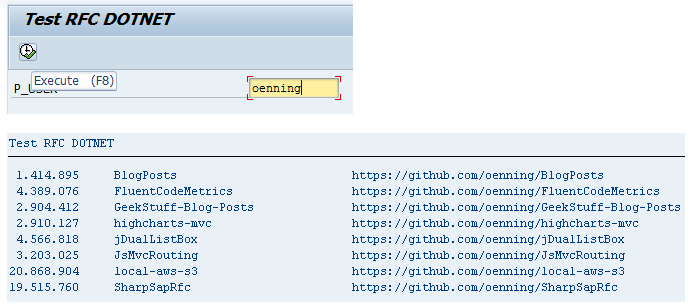 Test RFC DOTNET
Execute (F8)
P_USER oenning
Test RFC DOTNET
1.414.895 BlogPosts https://github.com/oenning/BlogPosts
4.389.076 FluentCodeMetrics https://github.com/oenning/FluentCodeMetrics
2.904.412 GeekStuff-Blog-Posts https://github.com/oenning/GeekStuff-Blog-Posts
2.910.127 highcharts-mvc https://github.com/oenning/highcharts-mvc
4.566.818 jDualListBox https://github.com/oenning/jDualListBox
3.203.025 JsMvcRouting https://github.com/oenning/JsMvcRouting
20.868.904 local-aws-s3 https://github.com/oenning/local-aws-s3
19.515.760 SharpSapRfc https://github.com/oenning/SharpSapRfc